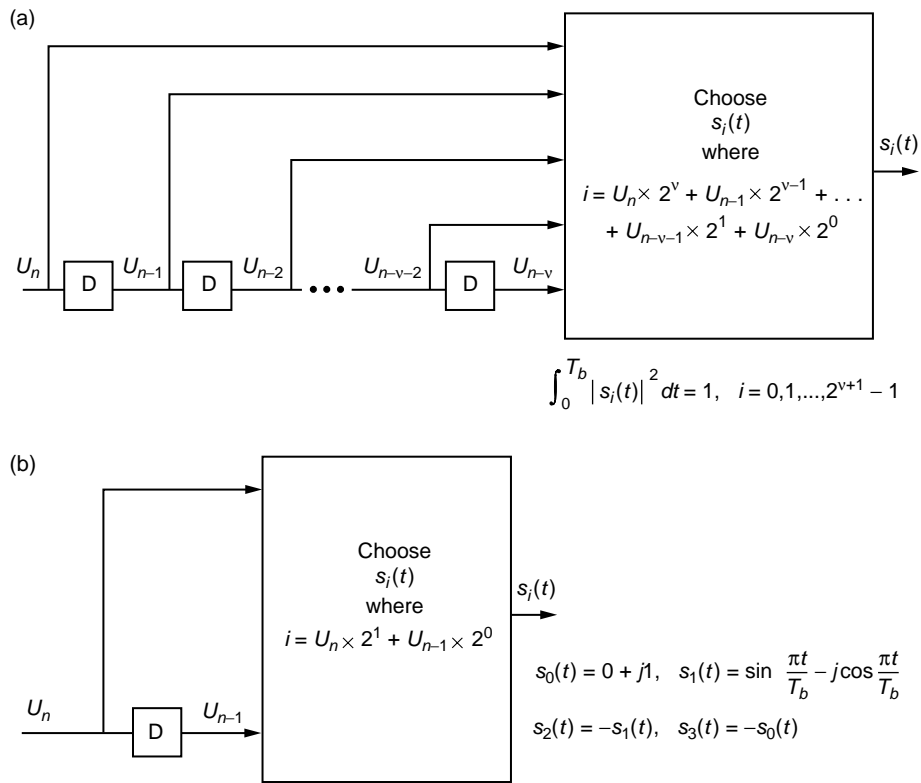 (a)
Choose
s_i(t)
where
i = U_n × 2^ν + U_{n–1} × 2^{ν–1} + . . .
+ U_{n–ν–1} × 2^1 + U_{n–ν} × 2^0
s_i(t)
U_n D U_{n–1} D U_{n–2} ••• U_{n–ν–2} D U_{n–ν}
∫_0^{T_b} |s_i(t)|^2 dt = 1, i = 0,1,...,2^{ν+1} – 1
(b)
Choose
s_i(t)
where
i = U_n × 2^1 + U_{n–1} × 2^0
s_i(t)
U_n D U_{n–1}
s_0(t) = 0 + j1, s_1(t) = sin πt/T_b – j cos πt/T_b
s_2(t) = –s_1(t), s_3(t) = –s_0(t)